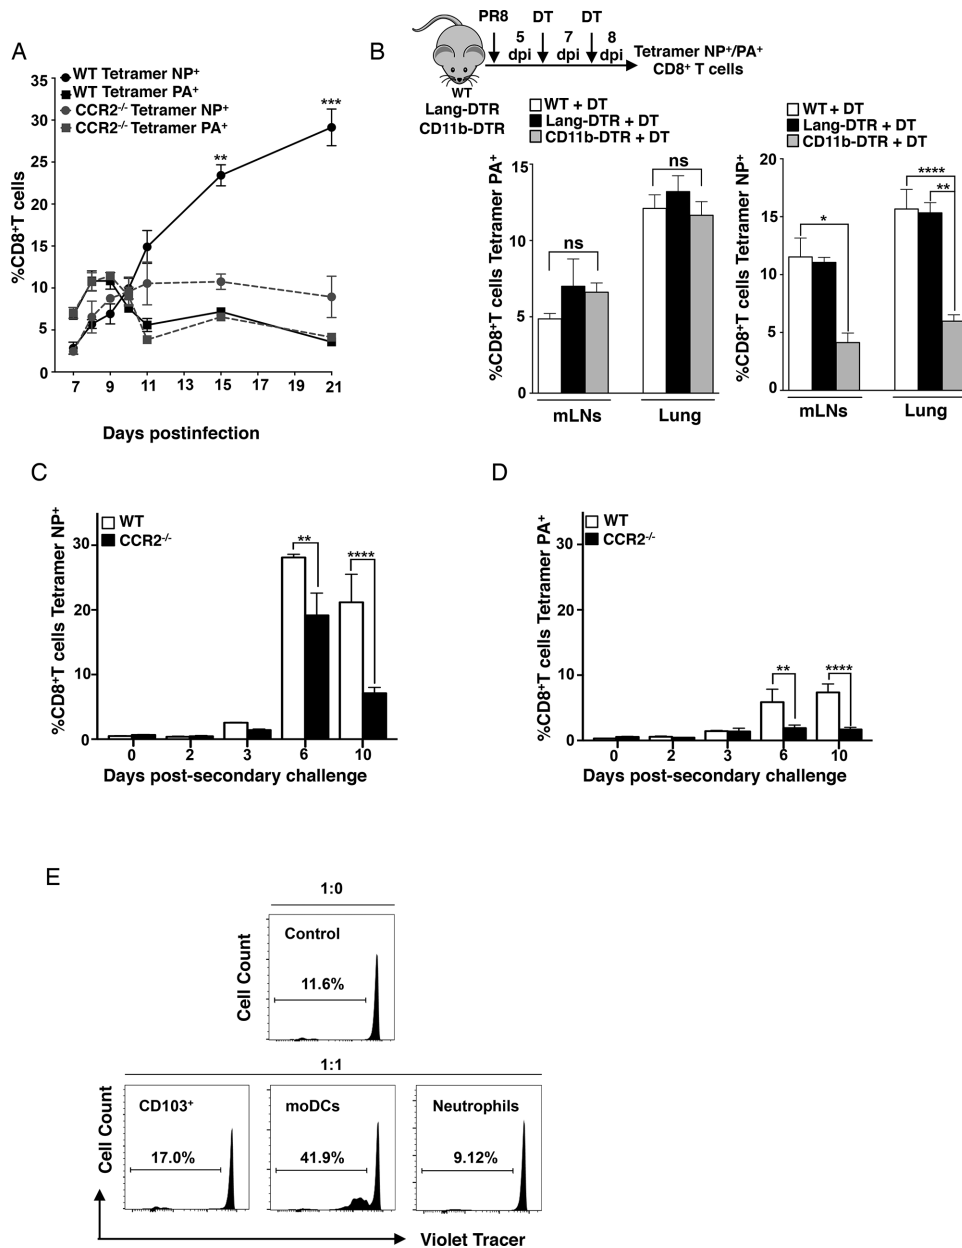 A
WT Tetramer NP⁺
WT Tetramer PA⁺
CCR2⁻/⁻ Tetramer NP⁺
CCR2⁻/⁻ Tetramer PA⁺
%CD8⁺T cells
35
30
25
20
15
10
5
0
**
***
7 9 11 13 15 17 19 21
Days postinfection
B
PR8 DT DT
5 7 8
dpi dpi dpi
Tetramer NP⁺/PA⁺
CD8⁺ T cells
WT
Lang-DTR
CD11b-DTR
WT + DT
Lang-DTR + DT
CD11b-DTR + DT
%CD8⁺T cells Tetramer PA⁺
15
10
5
0
ns
ns
mLNs Lung
WT + DT
Lang-DTR + DT
CD11b-DTR + DT
%CD8⁺T cells Tetramer NP⁺
20
15
10
5
0
*
****
**
mLNs Lung
C
WT
CCR2⁻/⁻
%CD8⁺T cells Tetramer NP⁺
30
20
10
0
**
****
0 2 3 6 10
Days post-secondary challenge
D
WT
CCR2⁻/⁻
%CD8⁺T cells Tetramer PA⁺
30
20
10
0
**
****
0 2 3 6 10
Days post-secondary challenge
E
1:0
Cell Count
Control
11.6%
1:1
Cell Count
CD103⁺
17.0%
moDCs
41.9%
Neutrophils
9.12%
Violet Tracer